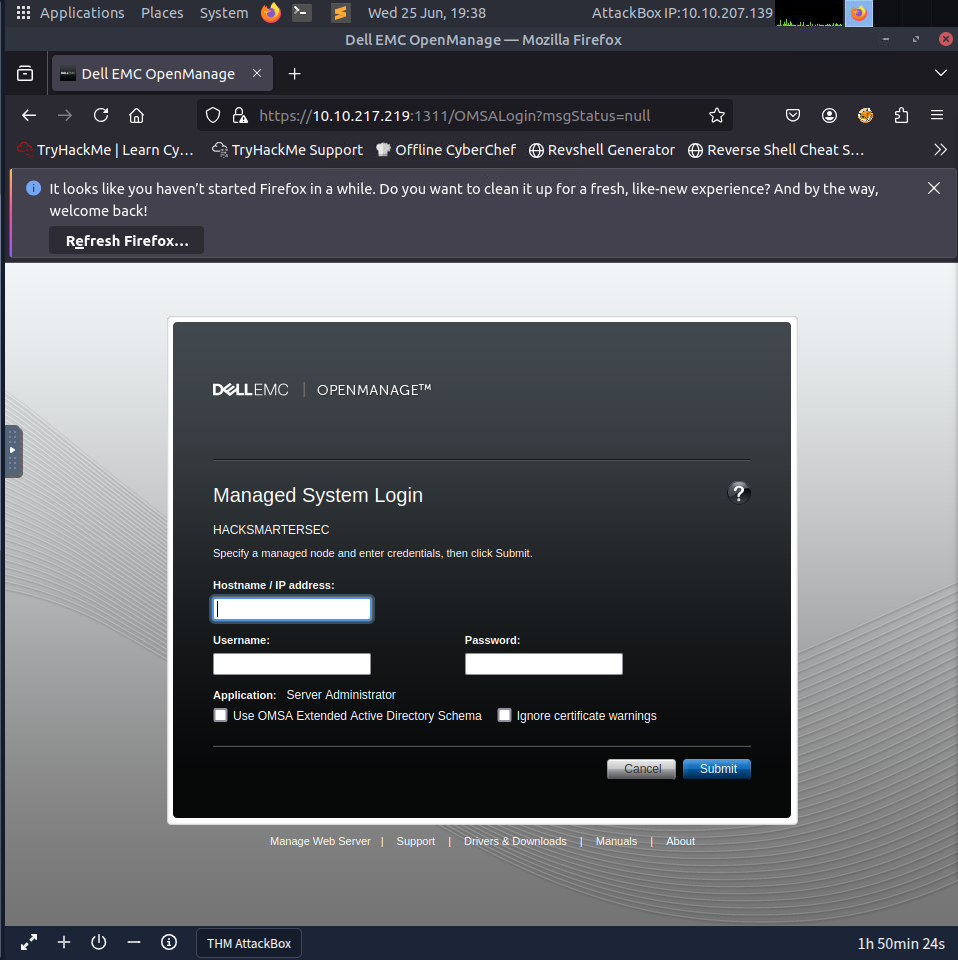 Applications Places System Wed 25 Jun, 19:38 AttackBox IP:10.10.207.139
Dell EMC OpenManage — Mozilla Firefox
Dell EMC OpenManage
https://10.10.217.219:1311/OMSALogin?msgStatus=null
TryHackMe | Learn Cy… TryHackMe Support Offline CyberChef Revshell Generator Reverse Shell Cheat S…
It looks like you haven’t started Firefox in a while. Do you want to clean it up for a fresh, like-new experience? And by the way,
welcome back!
Refresh Firefox…
DELLEMC | OPENMANAGE™
Managed System Login
?
HACKSMARTERSEC
Specify a managed node and enter credentials, then click Submit.
Hostname / IP address:
Username: Password:
Application: Server Administrator
Use OMSA Extended Active Directory Schema Ignore certificate warnings
Cancel Submit
Manage Web Server | Support | Drivers & Downloads | Manuals | About
THM AttackBox 1h 50min 24s